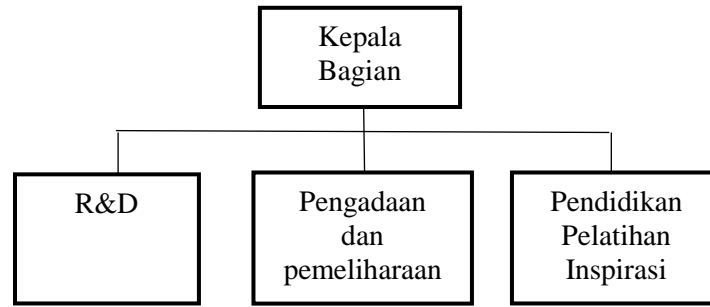 Kepala
Bagian
R&D
Pengadaan
dan
pemeliharaan
Pendidikan
Pelatihan
Inspirasi